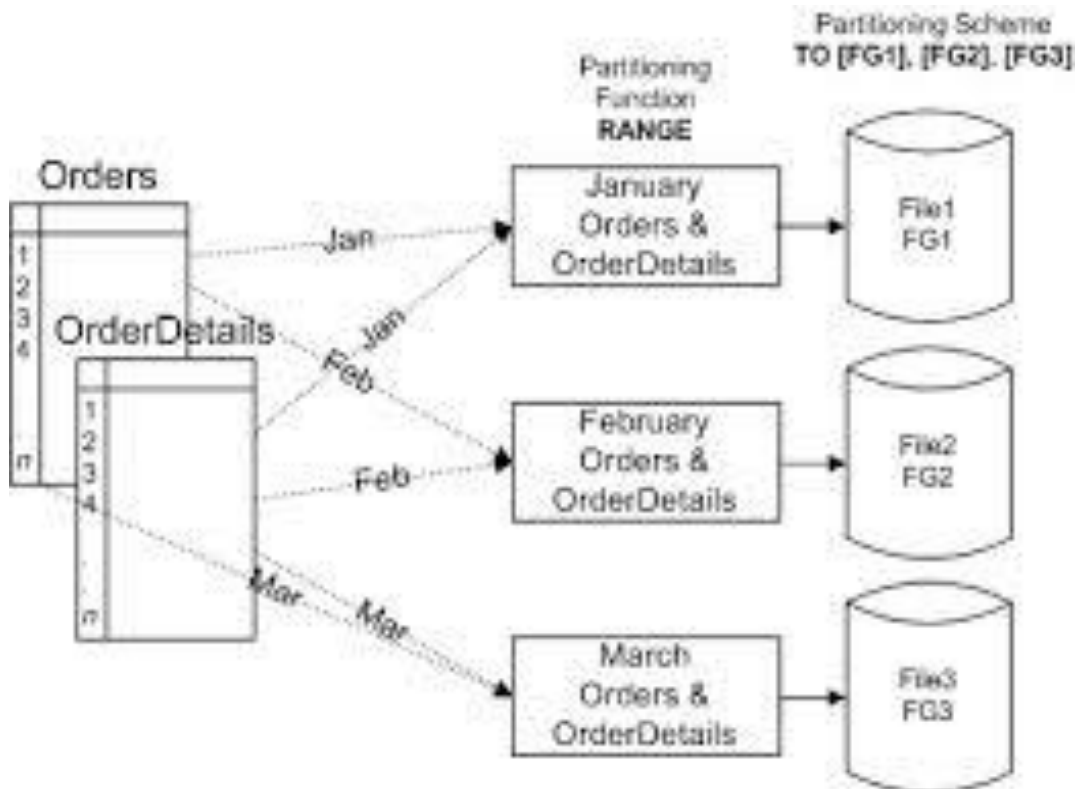 Partitioning Scheme
TO [FG1], [FG2]. [FG3]
Partitioning
Function
RANGE
Orders
1
2
3
4
.
n
OrderDetails
1
2
3
4
.
.
n
Jan
Jan
Feb
Feb
Mar
Mar
January
Orders &
OrderDetails
File1
FG1
February
Orders &
OrderDetails
File2
FG2
March
Orders &
OrderDetails
File3
FG3